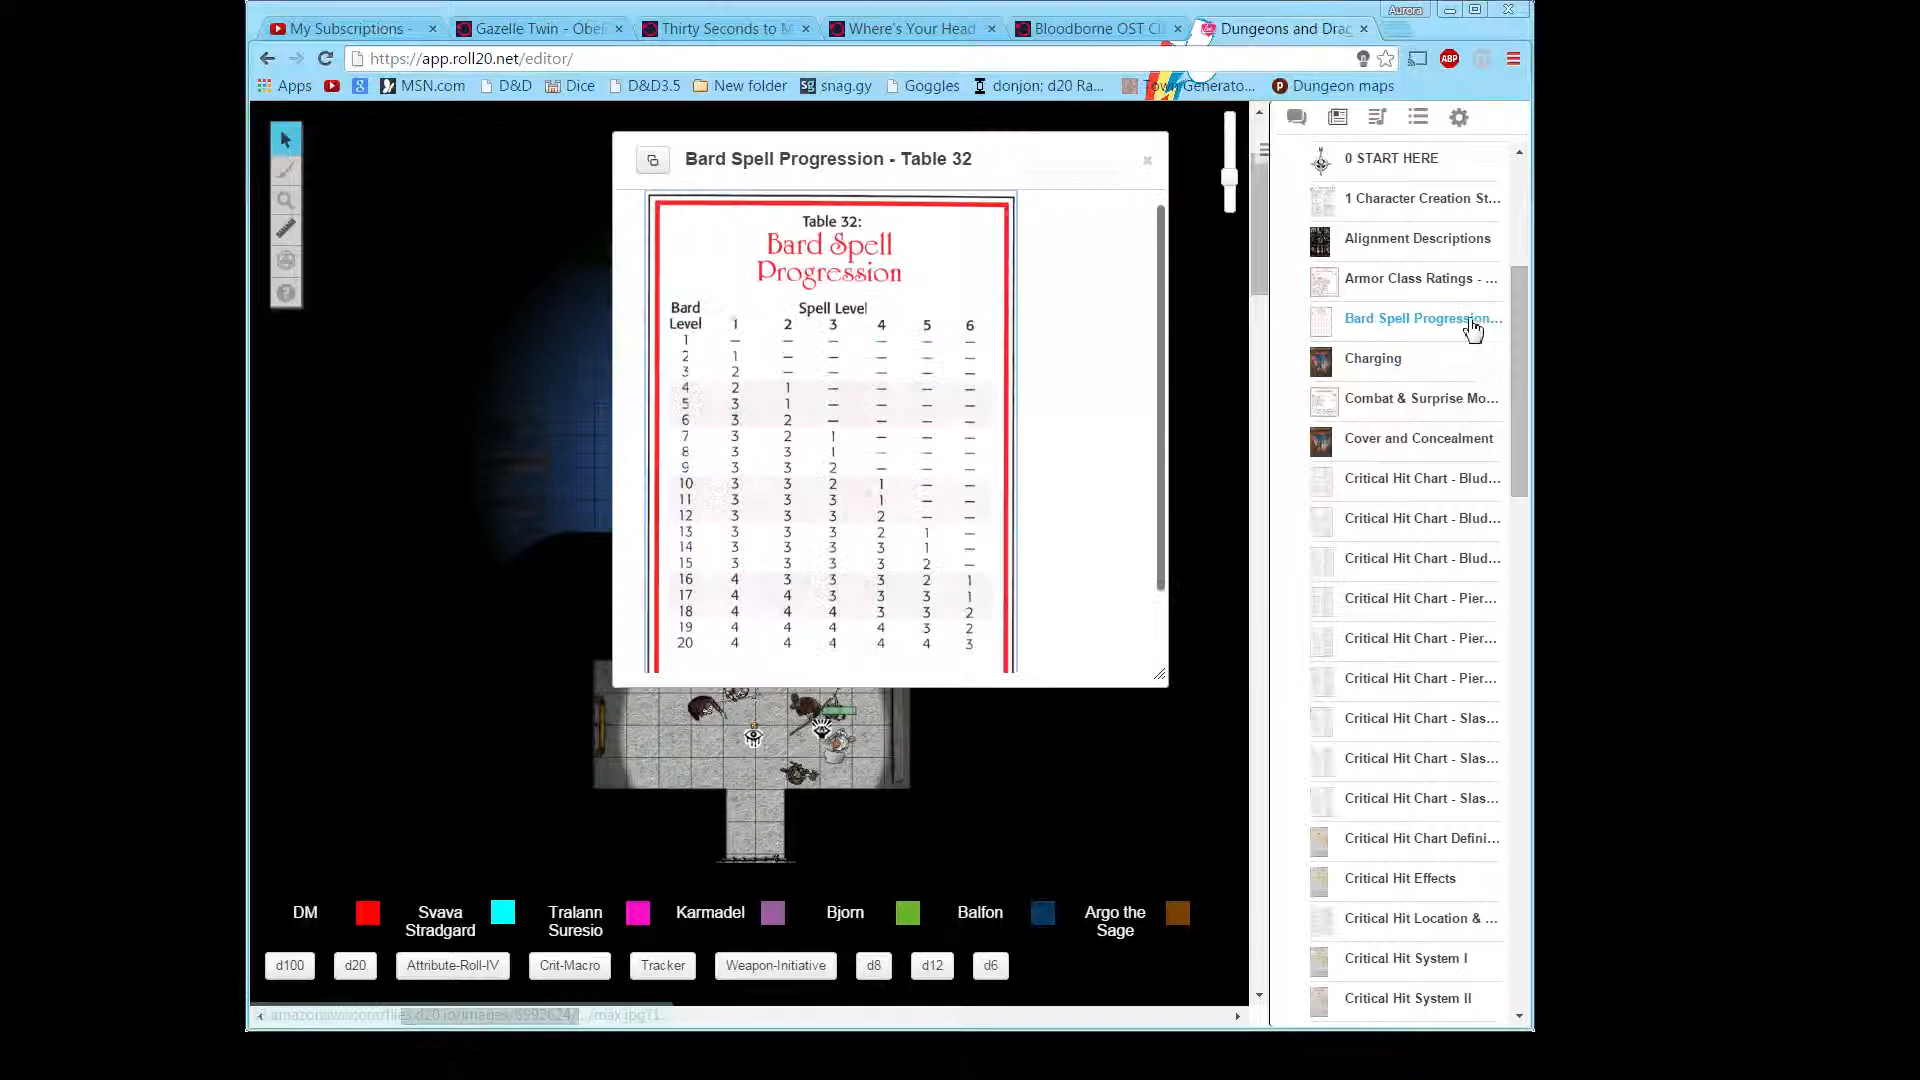 Aurora
My Subscriptions -
Gazelle Twin - Obel
Thirty Seconds to M
Where's Your Head
Bloodborne OST Cl
Dungeons and Drac
https://app.roll20.net/editor/
ABP
Apps
MSN.com
D&D
Dice
D&D3.5
New folder
snag.gy
Goggles
donjon; d20 Ra...
Town Generato...
Dungeon maps
Bard Spell Progression - Table 32
Table 32:
Bard Spell
Progression
Bard Spell Level
Level 1 2 3 4 5 6
1 — — — — — —
2 1 — — — — —
3 2 — — — — —
4 2 1 — — — —
5 3 1 — — — —
6 3 2 — — — —
7 3 2 1 — — —
8 3 3 1 — — —
9 3 3 2 — — —
10 3 3 2 1 — —
11 3 3 3 1 — —
12 3 3 3 2 — —
13 3 3 3 2 1 —
14 3 3 3 3 1 —
15 3 3 3 3 2 —
16 4 3 3 3 2 1
17 4 4 3 3 3 1
18 4 4 4 3 3 2
19 4 4 4 4 3 2
20 4 4 4 4 4 3
0 START HERE
1 Character Creation St...
Alignment Descriptions
Armor Class Ratings - ...
Bard Spell Progression...
Charging
Combat & Surprise Mo...
Cover and Concealment
Critical Hit Chart - Blud...
Critical Hit Chart - Blud...
Critical Hit Chart - Blud...
Critical Hit Chart - Pier...
Critical Hit Chart - Pier...
Critical Hit Chart - Pier...
Critical Hit Chart - Slas...
Critical Hit Chart - Slas...
Critical Hit Chart - Slas...
Critical Hit Chart Defini...
Critical Hit Effects
Critical Hit Location & ...
Critical Hit System I
Critical Hit System II
DM
Svava
Stradgard
Tralann
Suresio
Karmadel
Bjorn
Balfon
Argo the
Sage
d100
d20
Attribute-Roll-IV
Crit-Macro
Tracker
Weapon-Initiative
d8
d12
d6